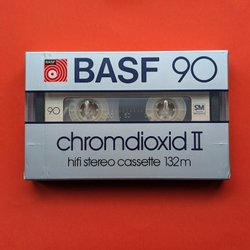 BASF
BASF 90
90
SM
chromdioxid II
hifi stereo cassette 132m